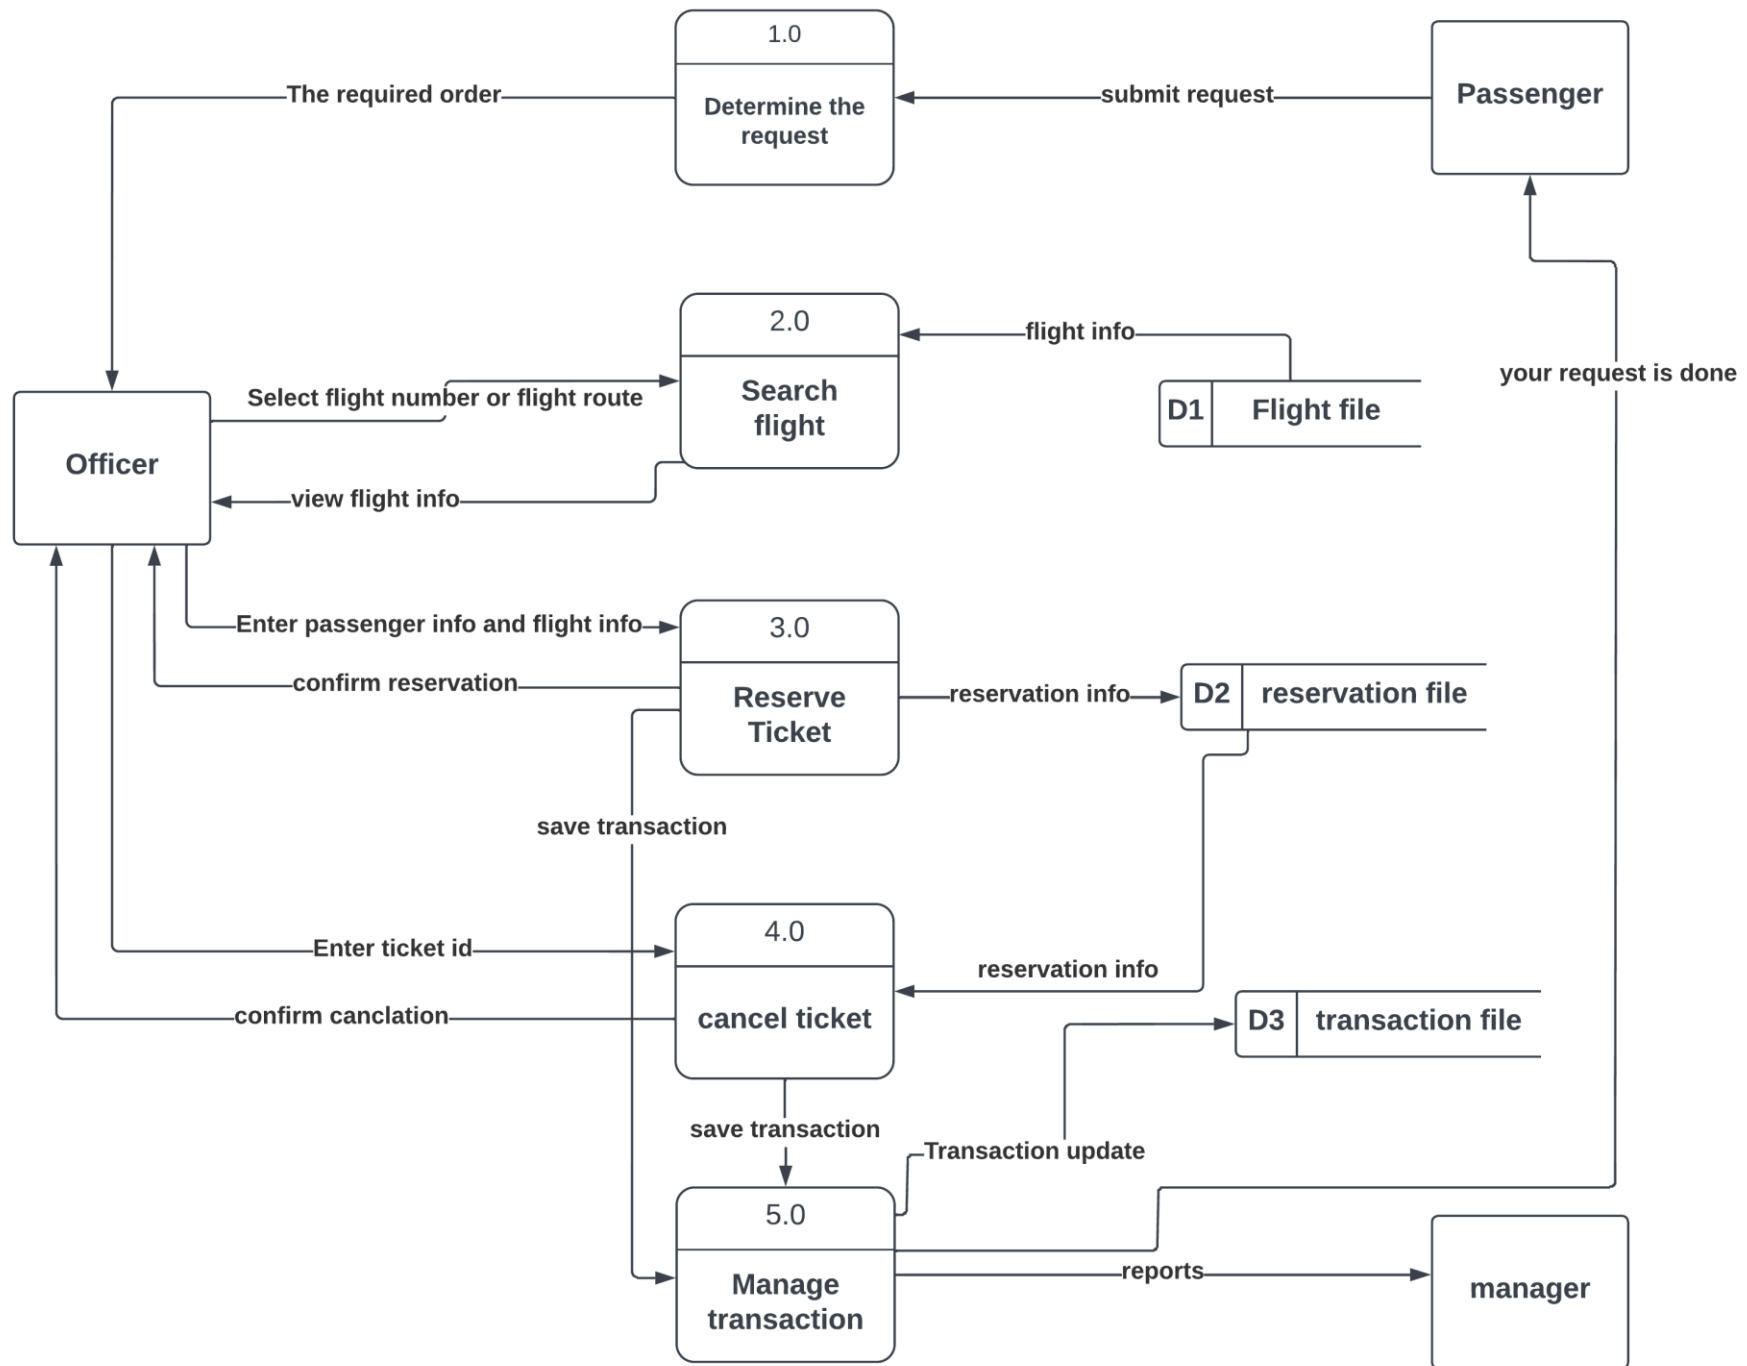 1.0
Determine the
request
The required order
submit request
Passenger
2.0
Search
flight
flight info
D1
Flight file
your request is done
Select flight number or flight route
Officer
view flight info
Enter passenger info and flight info
3.0
Reserve
Ticket
confirm reservation
reservation info
D2
reservation file
save transaction
4.0
cancel ticket
Enter ticket id
reservation info
confirm canclation
D3
transaction file
save transaction
Transaction update
5.0
Manage
transaction
reports
manager